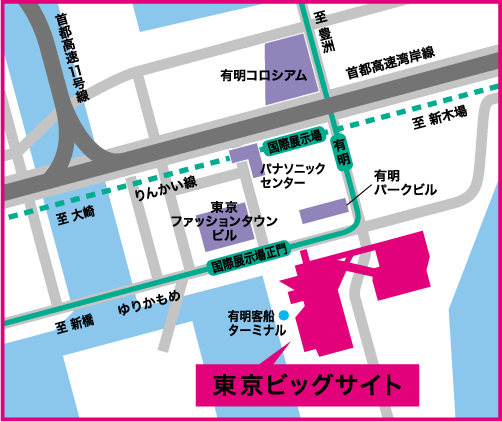 首都高速11号線
至 豊洲
有明コロシアム
首都高速湾岸線
至 新木場
国際展示場
有明
パナソニック
センター
りんかい線
至 大崎
有明
パークビル
東京
ファッションタウン
ビル
国際展示場正門
ゆりかもめ
至 新橋
有明客船
ターミナル
東京ビッグサイト